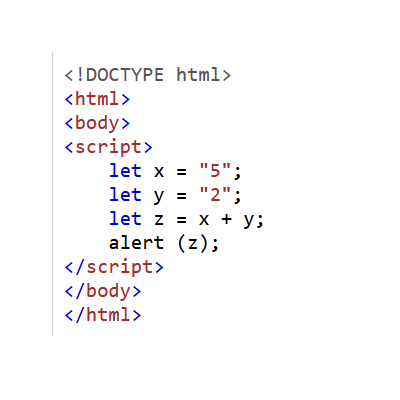 <!DOCTYPE html>
<html>
<body>
<script>
    let x = "5";
    let y = "2";
    let z = x + y;
    alert (z);
</script>
</body>
</html>